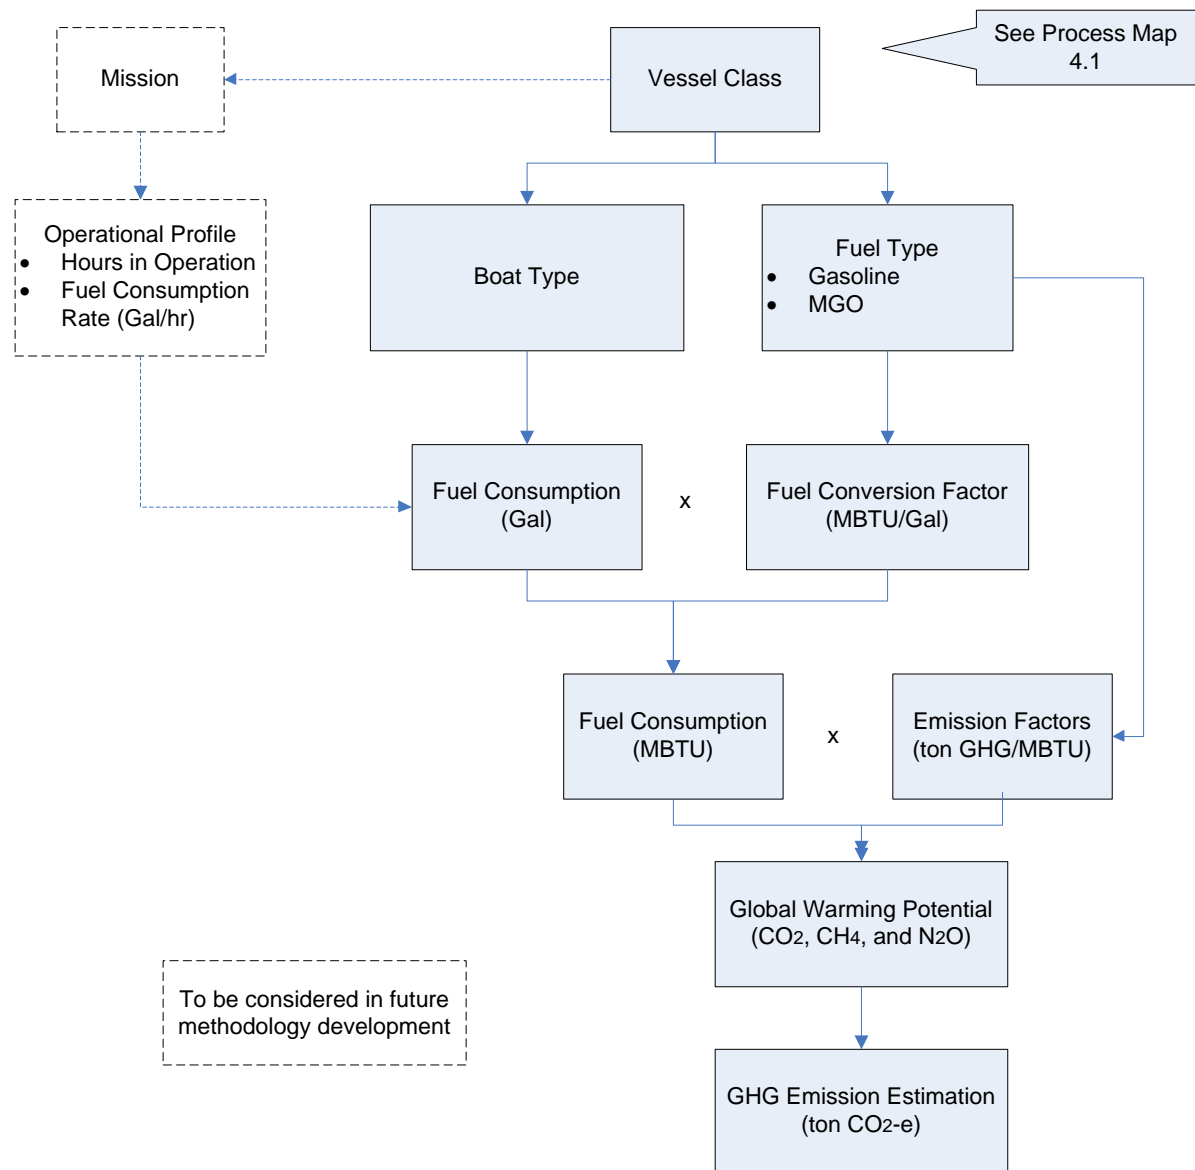 See Process Map
4.1
Mission
Vessel Class
Operational Profile
• Hours in Operation
• Fuel Consumption
Rate (Gal/hr)
Boat Type
Fuel Type
• Gasoline
• MGO
Fuel Consumption
(Gal)
x
Fuel Conversion Factor
(MBTU/Gal)
Fuel Consumption
(MBTU)
x
Emission Factors
(ton GHG/MBTU)
Global Warming Potential
(CO2, CH4, and N2O)
To be considered in future
methodology development
GHG Emission Estimation
(ton CO2-e)